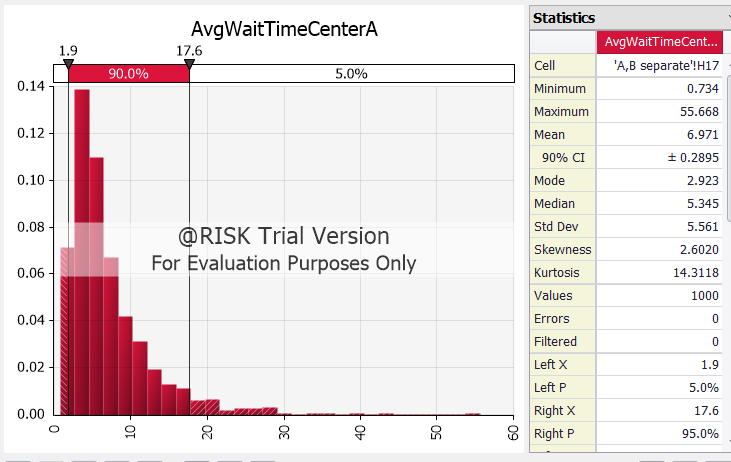 AvgWaitTimeCenterA
1.9 17.6
90.0% 5.0%
0.14
0.12
0.10
0.08
0.06
0.04
0.02
0.00
0 10 20 30 40 50 60
@RISK Trial Version
For Evaluation Purposes Only
Statistics
AvgWaitTimeCent...
Cell 'A,B separate'!H17
Minimum 0.734
Maximum 55.668
Mean 6.971
90% CI ± 0.2895
Mode 2.923
Median 5.345
Std Dev 5.561
Skewness 2.6020
Kurtosis 14.3118
Values 1000
Errors 0
Filtered 0
Left X 1.9
Left P 5.0%
Right X 17.6
Right P 95.0%